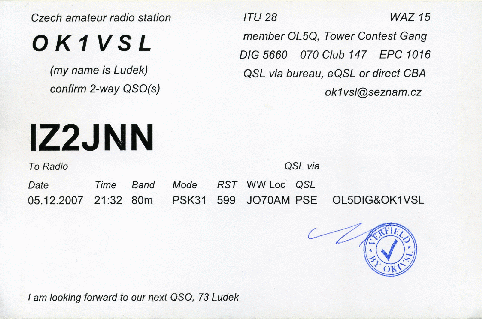 Czech amateur radio station
ITU 28 WAZ 15
OK1VSL
member OL5Q, Tower Contest Gang
DIG 5660 070 Club 147 EPC 1016
(my name is Ludek)
QSL via bureau, eQSL or direct CBA
confirm 2-way QSO(s)
ok1vsl@seznam.cz
IZ2JNN
To Radio QSL via
Date Time Band Mode RST WW Loc QSL
05.12.2007 21:32 80m PSK31 599 JO70AM PSE OL5DIG&OK1VSL
VERFIELD
BY OK1VSL
I am looking forward to our next QSO, 73 Ludek